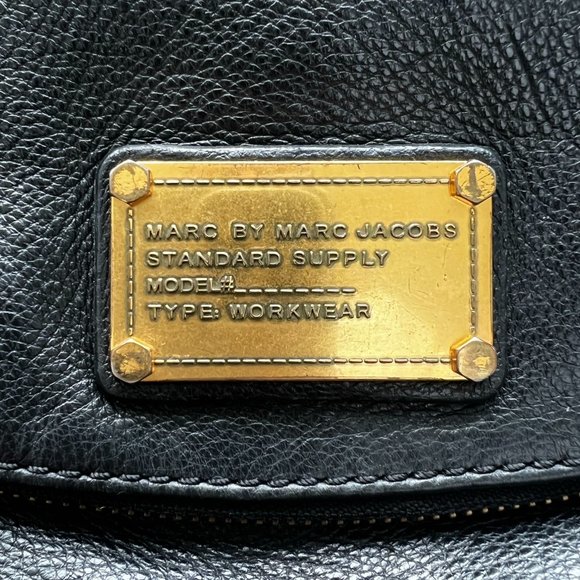 MARC BY MARC JACOBS
STANDARD SUPPLY
MODEL#_________
TYPE: WORKWEAR